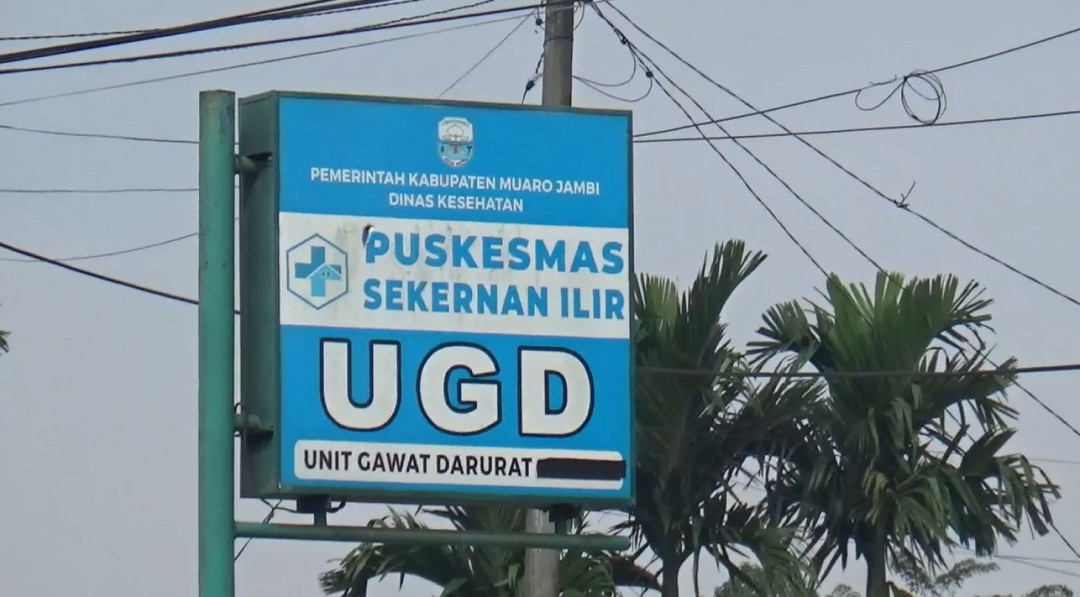 PEMERINTAH KABUPATEN MUARO JAMBI
DINAS KESEHATAN
PUSKESMAS
SEKERNAN ILIR
UGD
UNIT GAWAT DARURAT